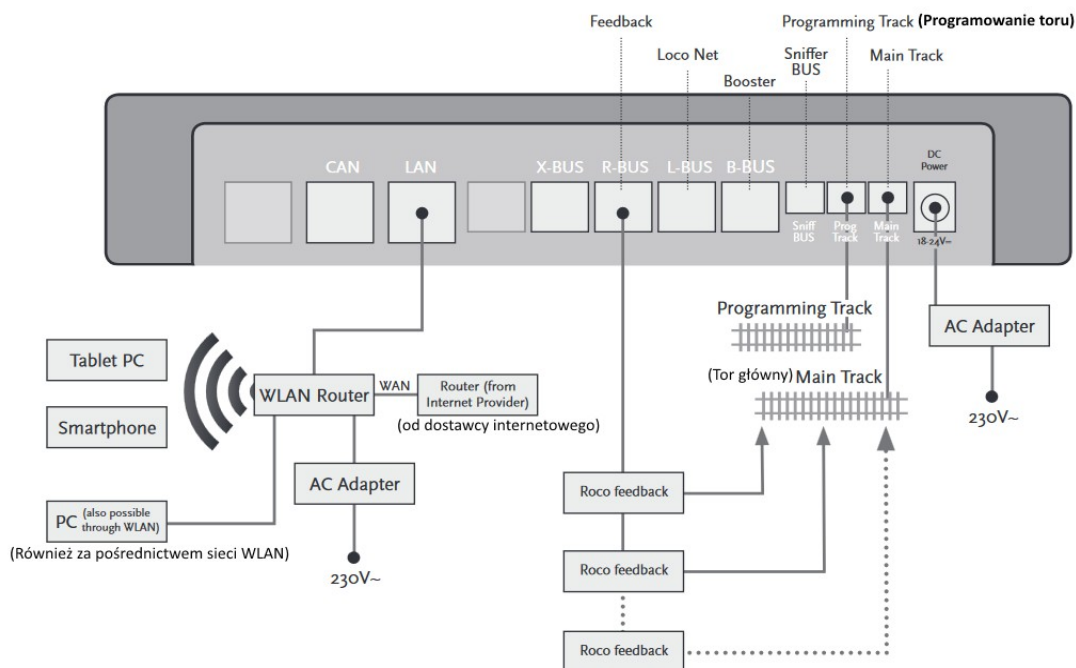 Feedback
Programming Track (Programowanie toru)
Loco Net
Sniffer
BUS
Main Track
Booster
CAN
LAN
X-BUS
R-BUS
L-BUS
B-BUS
DC
Power
Sniff
BUS
Prog
Track
Main
Track
18-24V=
Programming Track
AC Adapter
230V~
(Tor główny) Main Track
Tablet PC
Smartphone
WLAN Router
WAN
Router (from
Internet Provider)
(od dostawcy internetowego)
AC Adapter
230V~
PC (also possible
through WLAN)
(Również za pośrednictwem sieci WLAN)
Roco feedback
Roco feedback
Roco feedback